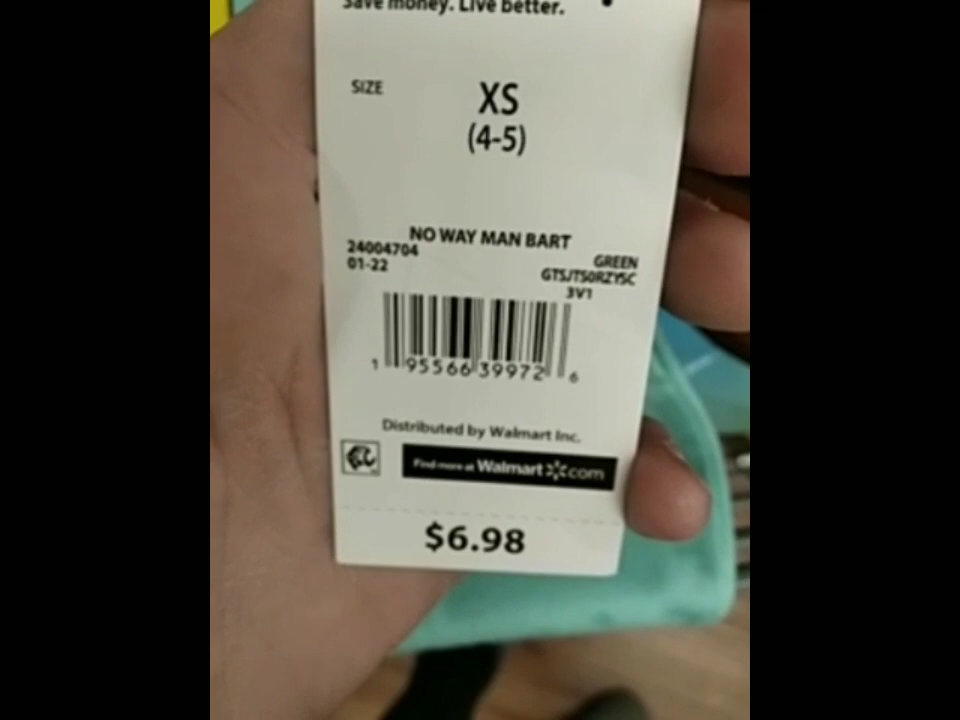 Save money. Live better.
SIZE
XS
(4-5)
NO WAY MAN BART
24004704
01-22
GREEN
GTSJTS0RZYSC
3V1
1 95566 39972 6
Distributed by Walmart Inc.
Find more at Walmart.com
$6.98